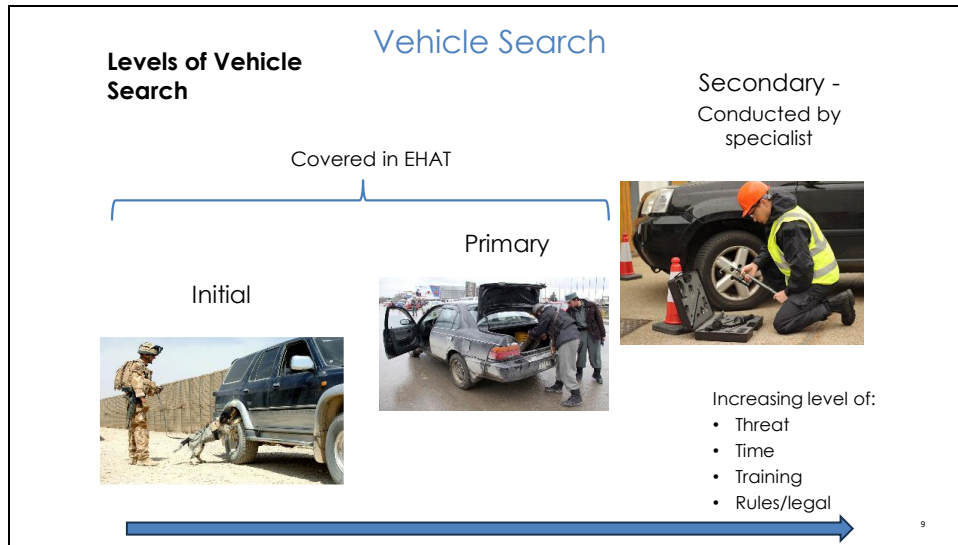 Vehicle Search
Levels of Vehicle
Search
Secondary -
Conducted by
specialist
Covered in EHAT
Primary
Initial
Increasing level of:
• Threat
• Time
• Training
• Rules/legal
9